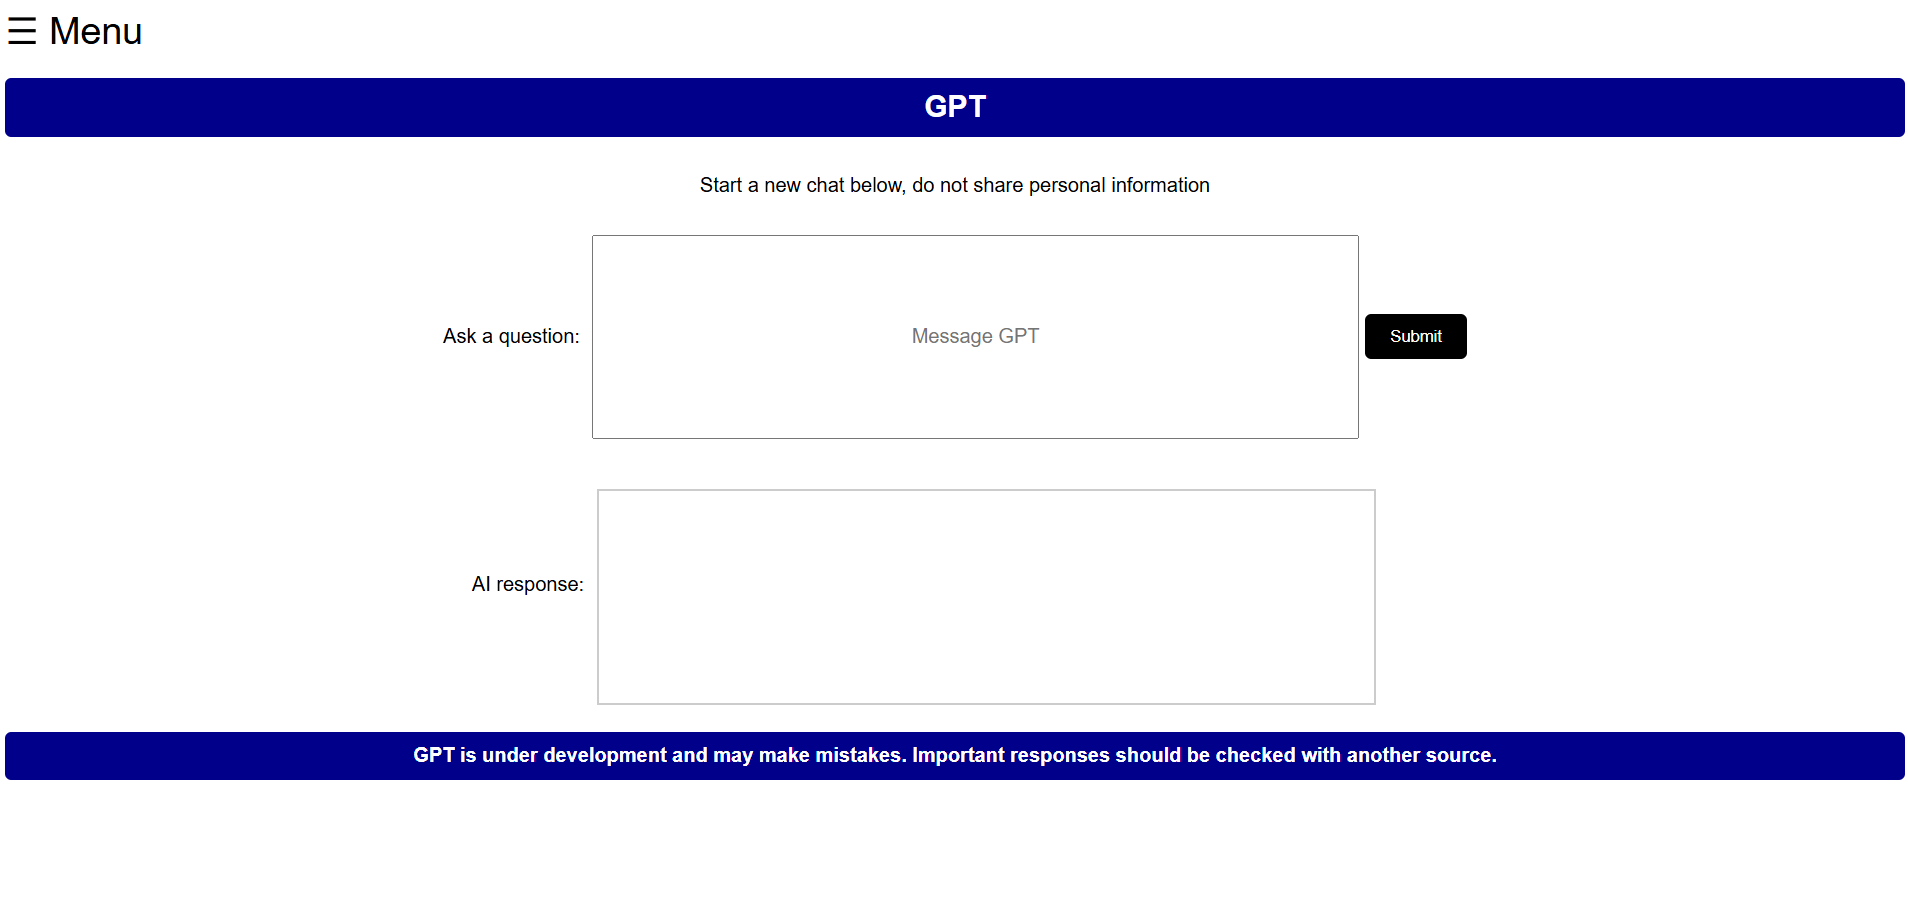 ☰ Menu
GPT
Start a new chat below, do not share personal information
Ask a question:
Message GPT
Submit
AI response:
GPT is under development and may make mistakes. Important responses should be checked with another source.